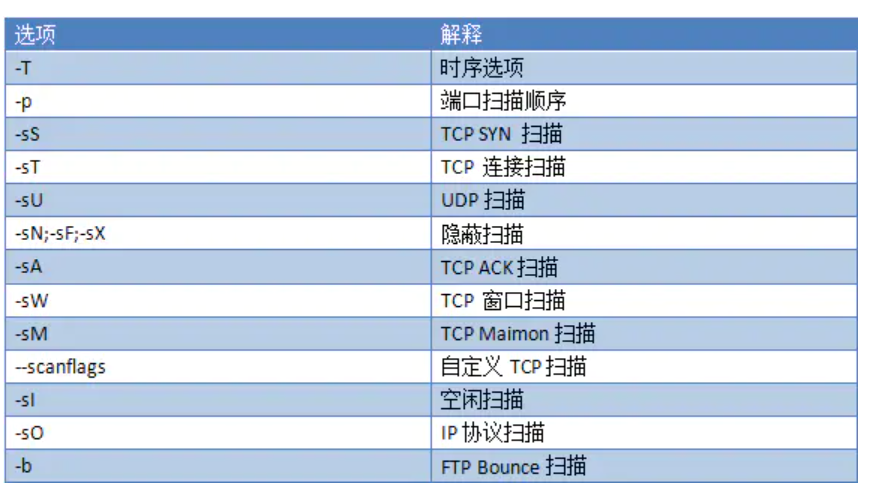 选项 解释
-T 时序选项
-p 端口扫描顺序
-sS TCP SYN 扫描
-sT TCP 连接扫描
-sU UDP 扫描
-sN;-sF;-sX 隐蔽扫描
-sA TCP ACK 扫描
-sW TCP 窗口扫描
-sM TCP Maimon 扫描
--scanflags 自定义 TCP 扫描
-sI 空闲扫描
-sO IP 协议扫描
-b FTP Bounce 扫描